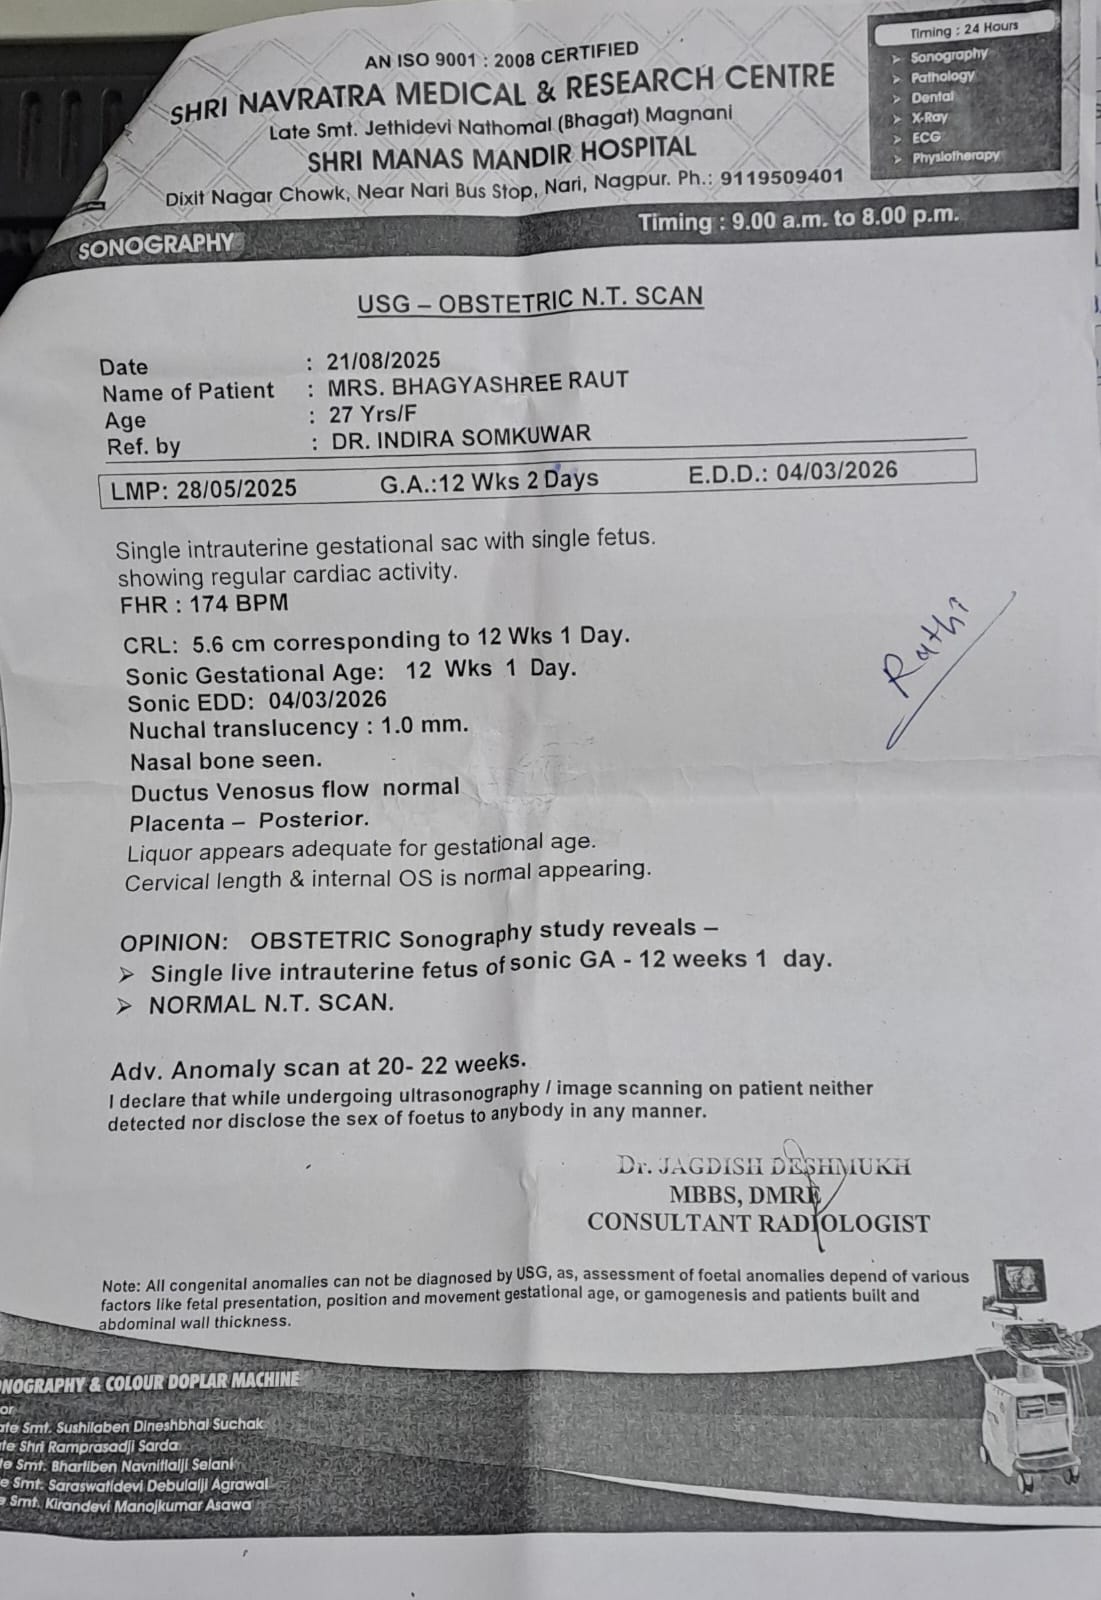 AN ISO 9001 : 2008 CERTIFIED
SHRI NAVRATRA MEDICAL & RESEARCH CENTRE
Late Smt. Jethidevi Nathomal (Bhagat) Magnani
SHRI MANAS MANDIR HOSPITAL
Dixit Nagar Chowk, Near Nari Bus Stop, Nari, Nagpur. Ph.: 9119509401
Timing : 24 Hours
➢ Sonography
➢ Pathology
➢ Dental
➢ X-Ray
➢ ECG
➢ Physiotherapy
SONOGRAPHY
Timing : 9.00 a.m. to 8.00 p.m.
USG – OBSTETRIC N.T. SCAN
Date : 21/08/2025
Name of Patient : MRS. BHAGYASHREE RAUT
Age : 27 Yrs/F
Ref. by : DR. INDIRA SOMKUWAR
LMP: 28/05/2025 G.A.:12 Wks 2 Days E.D.D.: 04/03/2026
Single intrauterine gestational sac with single fetus.
showing regular cardiac activity.
FHR : 174 BPM
CRL: 5.6 cm corresponding to 12 Wks 1 Day.
Sonic Gestational Age: 12 Wks 1 Day.
Sonic EDD: 04/03/2026
Nuchal translucency : 1.0 mm.
Nasal bone seen.
Ductus Venosus flow normal
Placenta – Posterior.
Liquor appears adequate for gestational age.
Cervical length & internal OS is normal appearing.
Rathi
OPINION: OBSTETRIC Sonography study reveals –
➢ Single live intrauterine fetus of sonic GA - 12 weeks 1 day.
➢ NORMAL N.T. SCAN.
Adv. Anomaly scan at 20- 22 weeks.
I declare that while undergoing ultrasonography / image scanning on patient neither
detected nor disclose the sex of foetus to anybody in any manner.
Dr. JAGDISH DESHMUKH
MBBS, DMRE
CONSULTANT RADIOLOGIST
Note: All congenital anomalies can not be diagnosed by USG, as, assessment of foetal anomalies depend of various
factors like fetal presentation, position and movement gestational age, or gamogenesis and patients built and
abdominal wall thickness.
NOGRAPHY & COLOUR DOPLAR MACHINE
or
ate Smt. Sushilaben Dineshbhai Suchak
te Shri Ramprasadji Sarda
e Smt. Bhartiben Navnitlalji Selani
e Smt. Saraswatidevi Debulalji Agrawal
Smt. Kirandevi Manojkumar Asawa